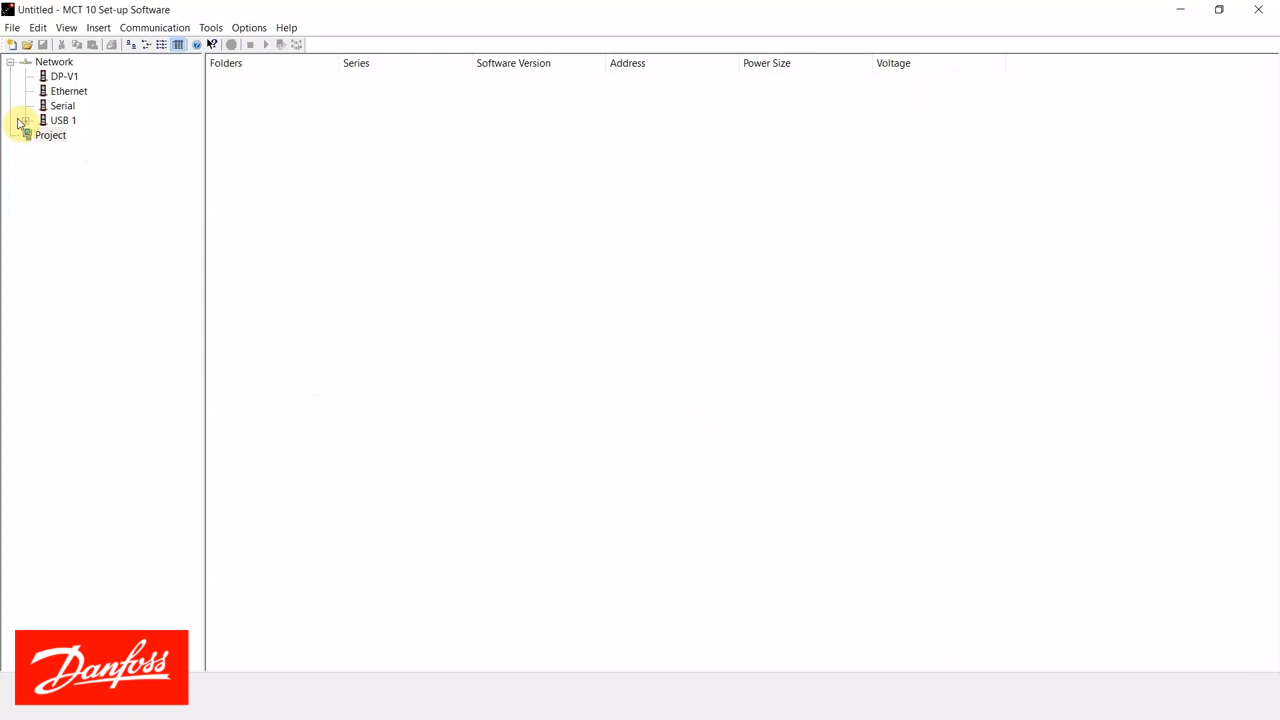 Untitled - MCT 10 Set-up Software
File Edit View Insert Communication Tools Options Help
Network
DP-V1
Ethernet
Serial
USB 1
Project
Folders Series Software Version Address Power Size Voltage
Danfoss